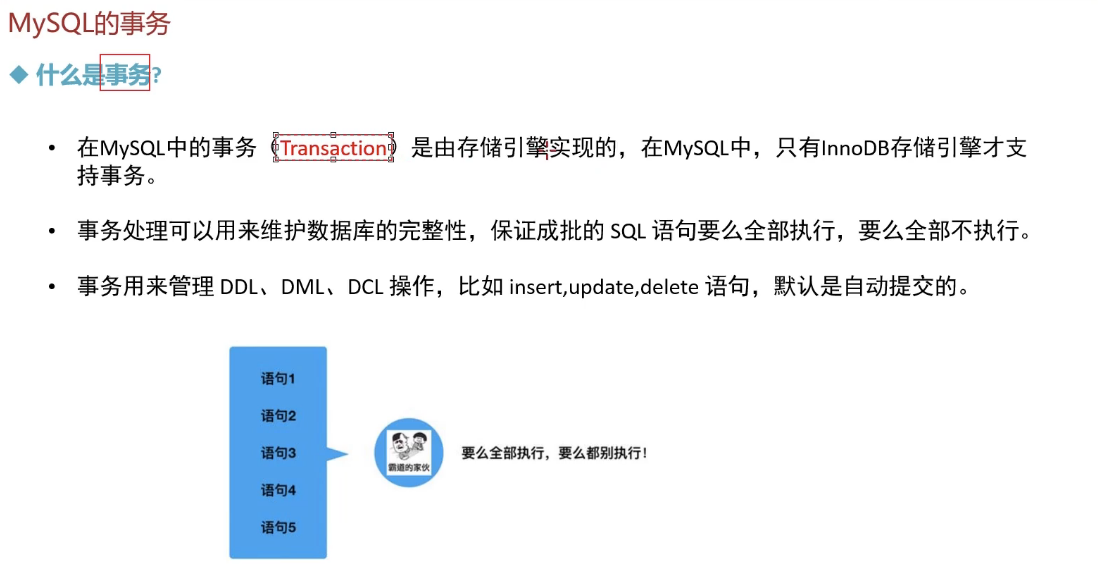 MySQL的事务
◆ 什么是事务?
• 在MySQL中的事务（Transaction）是由存储引擎实现的，在MySQL中，只有InnoDB存储引擎才支
持事务。
• 事务处理可以用来维护数据库的完整性，保证成批的 SQL 语句要么全部执行，要么全部不执行。
• 事务用来管理 DDL、DML、DCL 操作，比如 insert,update,delete 语句，默认是自动提交的。
语句1
语句2
语句3
语句4
语句5
霸道的家伙
要么全部执行，要么都别执行！